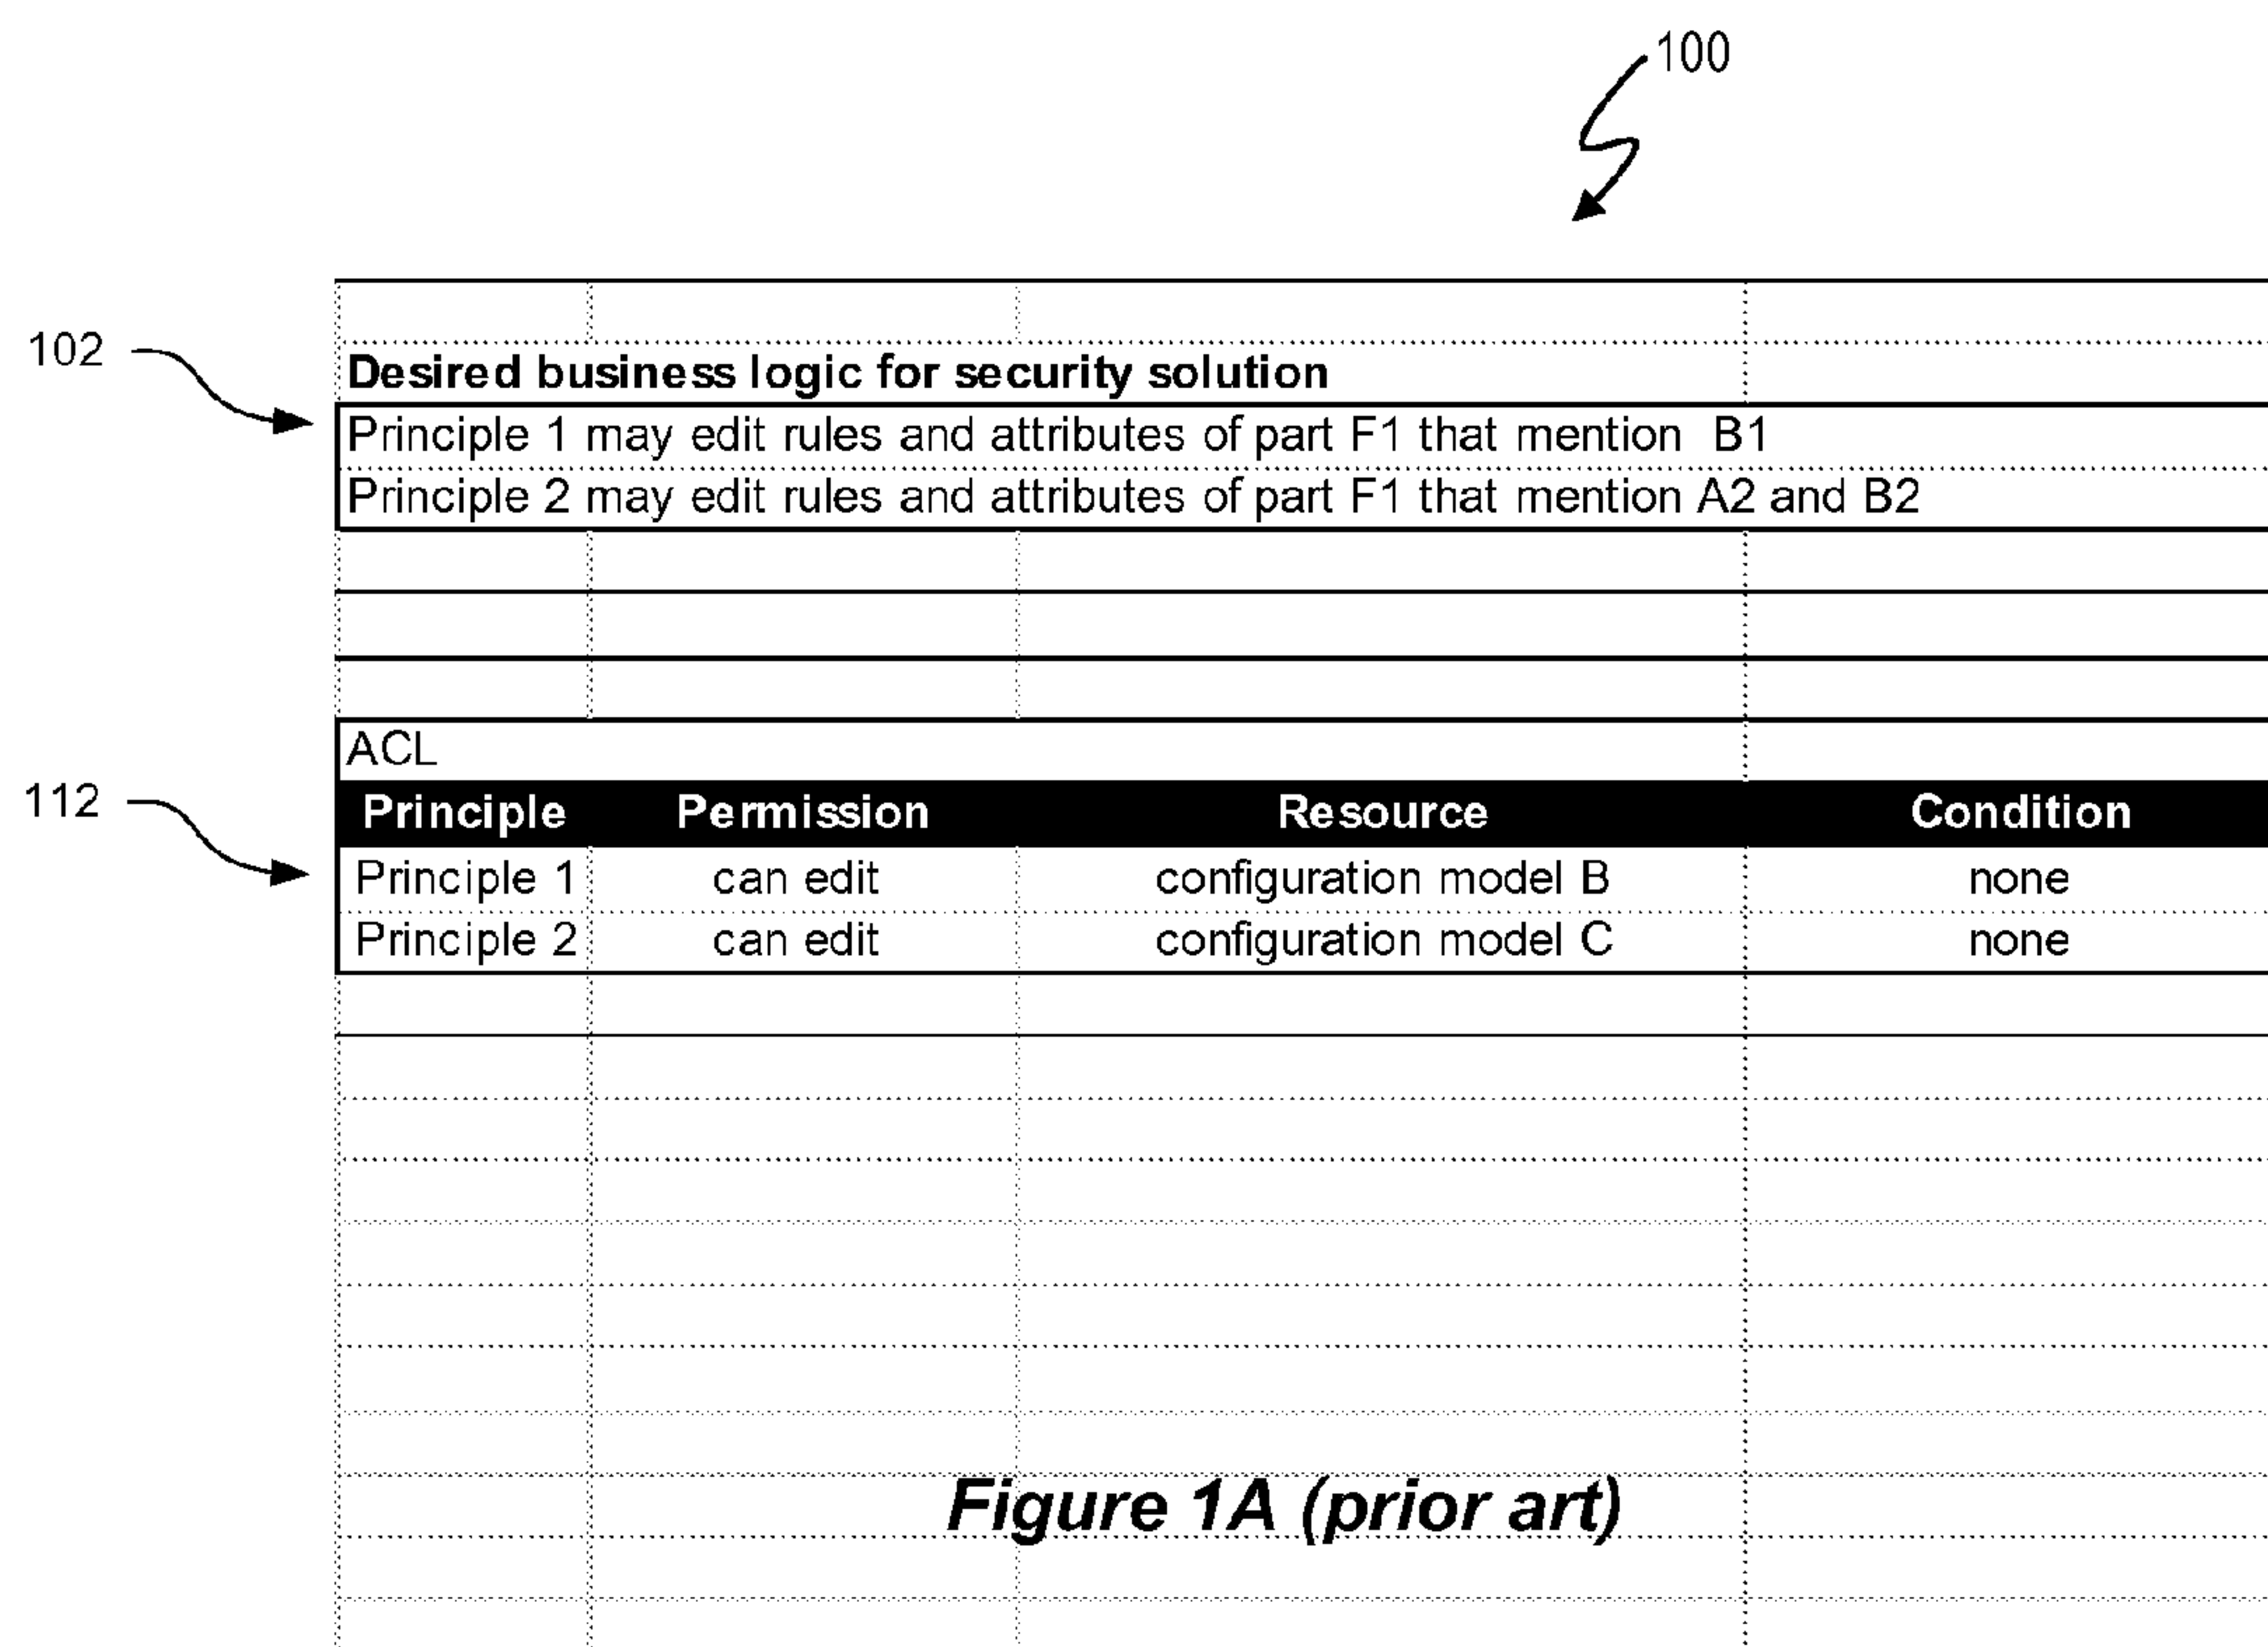 100
102
Desired business logic for security solution
Principle 1 may edit rules and attributes of part F1 that mention B1
Principle 2 may edit rules and attributes of part F1 that mention A2 and B2
ACL
112
Principle Permission Resource Condition
Principle 1 can edit configuration model B none
Principle 2 can edit configuration model C none
Figure 1A (prior art)